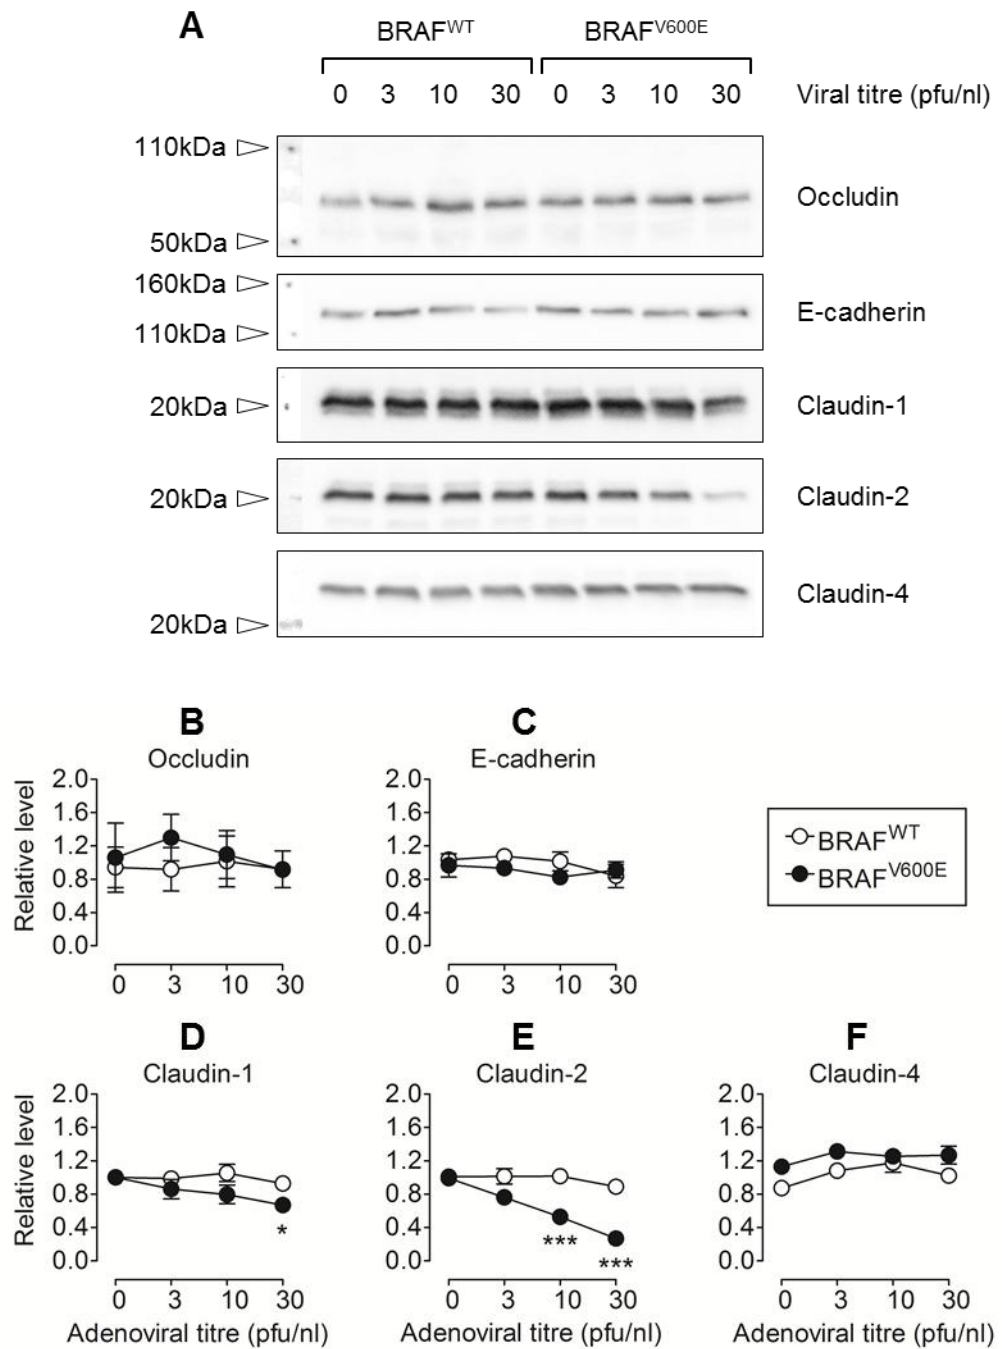 A
BRAFWT BRAFV600E
0 3 10 30 0 3 10 30 Viral titre (pfu/nl)
110kDa
Occludin
50kDa
160kDa
E-cadherin
110kDa
20kDa Claudin-1
20kDa Claudin-2
Claudin-4
20kDa
B
Occludin
Relative level
2.0
1.6
1.2
0.8
0.4
0.0
0 3 10 30
C
E-cadherin
2.0
1.6
1.2
0.8
0.4
0.0
0 3 10 30
BRAFWT
BRAFV600E
D
Claudin-1
Relative level
2.0
1.6
1.2
0.8
0.4
0.0
*
0 3 10 30
Adenoviral titre (pfu/nl)
E
Claudin-2
2.0
1.6
1.2
0.8
0.4
0.0
***
***
0 3 10 30
Adenoviral titre (pfu/nl)
F
Claudin-4
2.0
1.6
1.2
0.8
0.4
0.0
0 3 10 30
Adenoviral titre (pfu/nl)